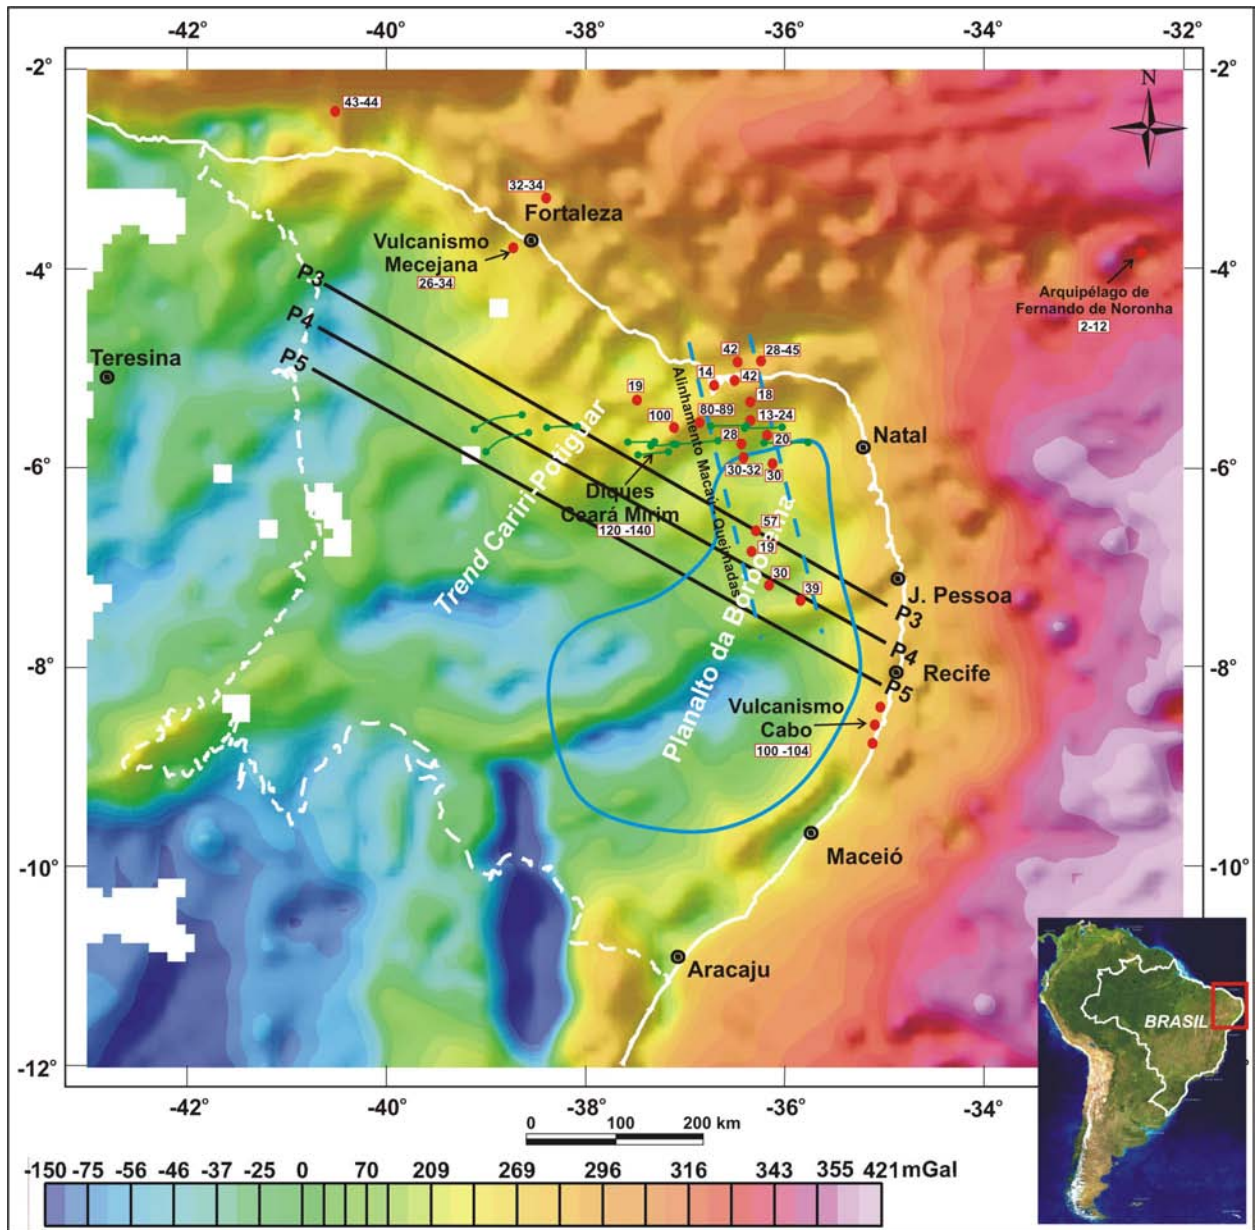 -42° -40° -38° -36° -34° -32°
-2° -2°
N
43-44
32-34
Fortaleza
Vulcanismo
Mecejana
26-34
-4° -4°
P3
P4
P5
Arquipélago de
Fernando de Noronha
2-12
Teresina
42 28-45
14 42
19 18
80-89 13-24
100
28 20
30-32 30
Natal
-6° -6°
Alinhamento Macau - Queimadas
Diques
Ceará Mirim
120 -140
Trend Cariri-Potiguar
Planalto da Borborema
57
19
30
39
J. Pessoa
P3
P4
Recife
P5
-8° -8°
Vulcanismo
Cabo
100 -104
Maceió
-10° -10°
Aracaju
-12°
-42° -40° -38° -36° -34°
BRASIL
0 100 200 km
-150 -75 -56 -46 -37 -25 0 70 209 269 296 316 343 355 421 mGal